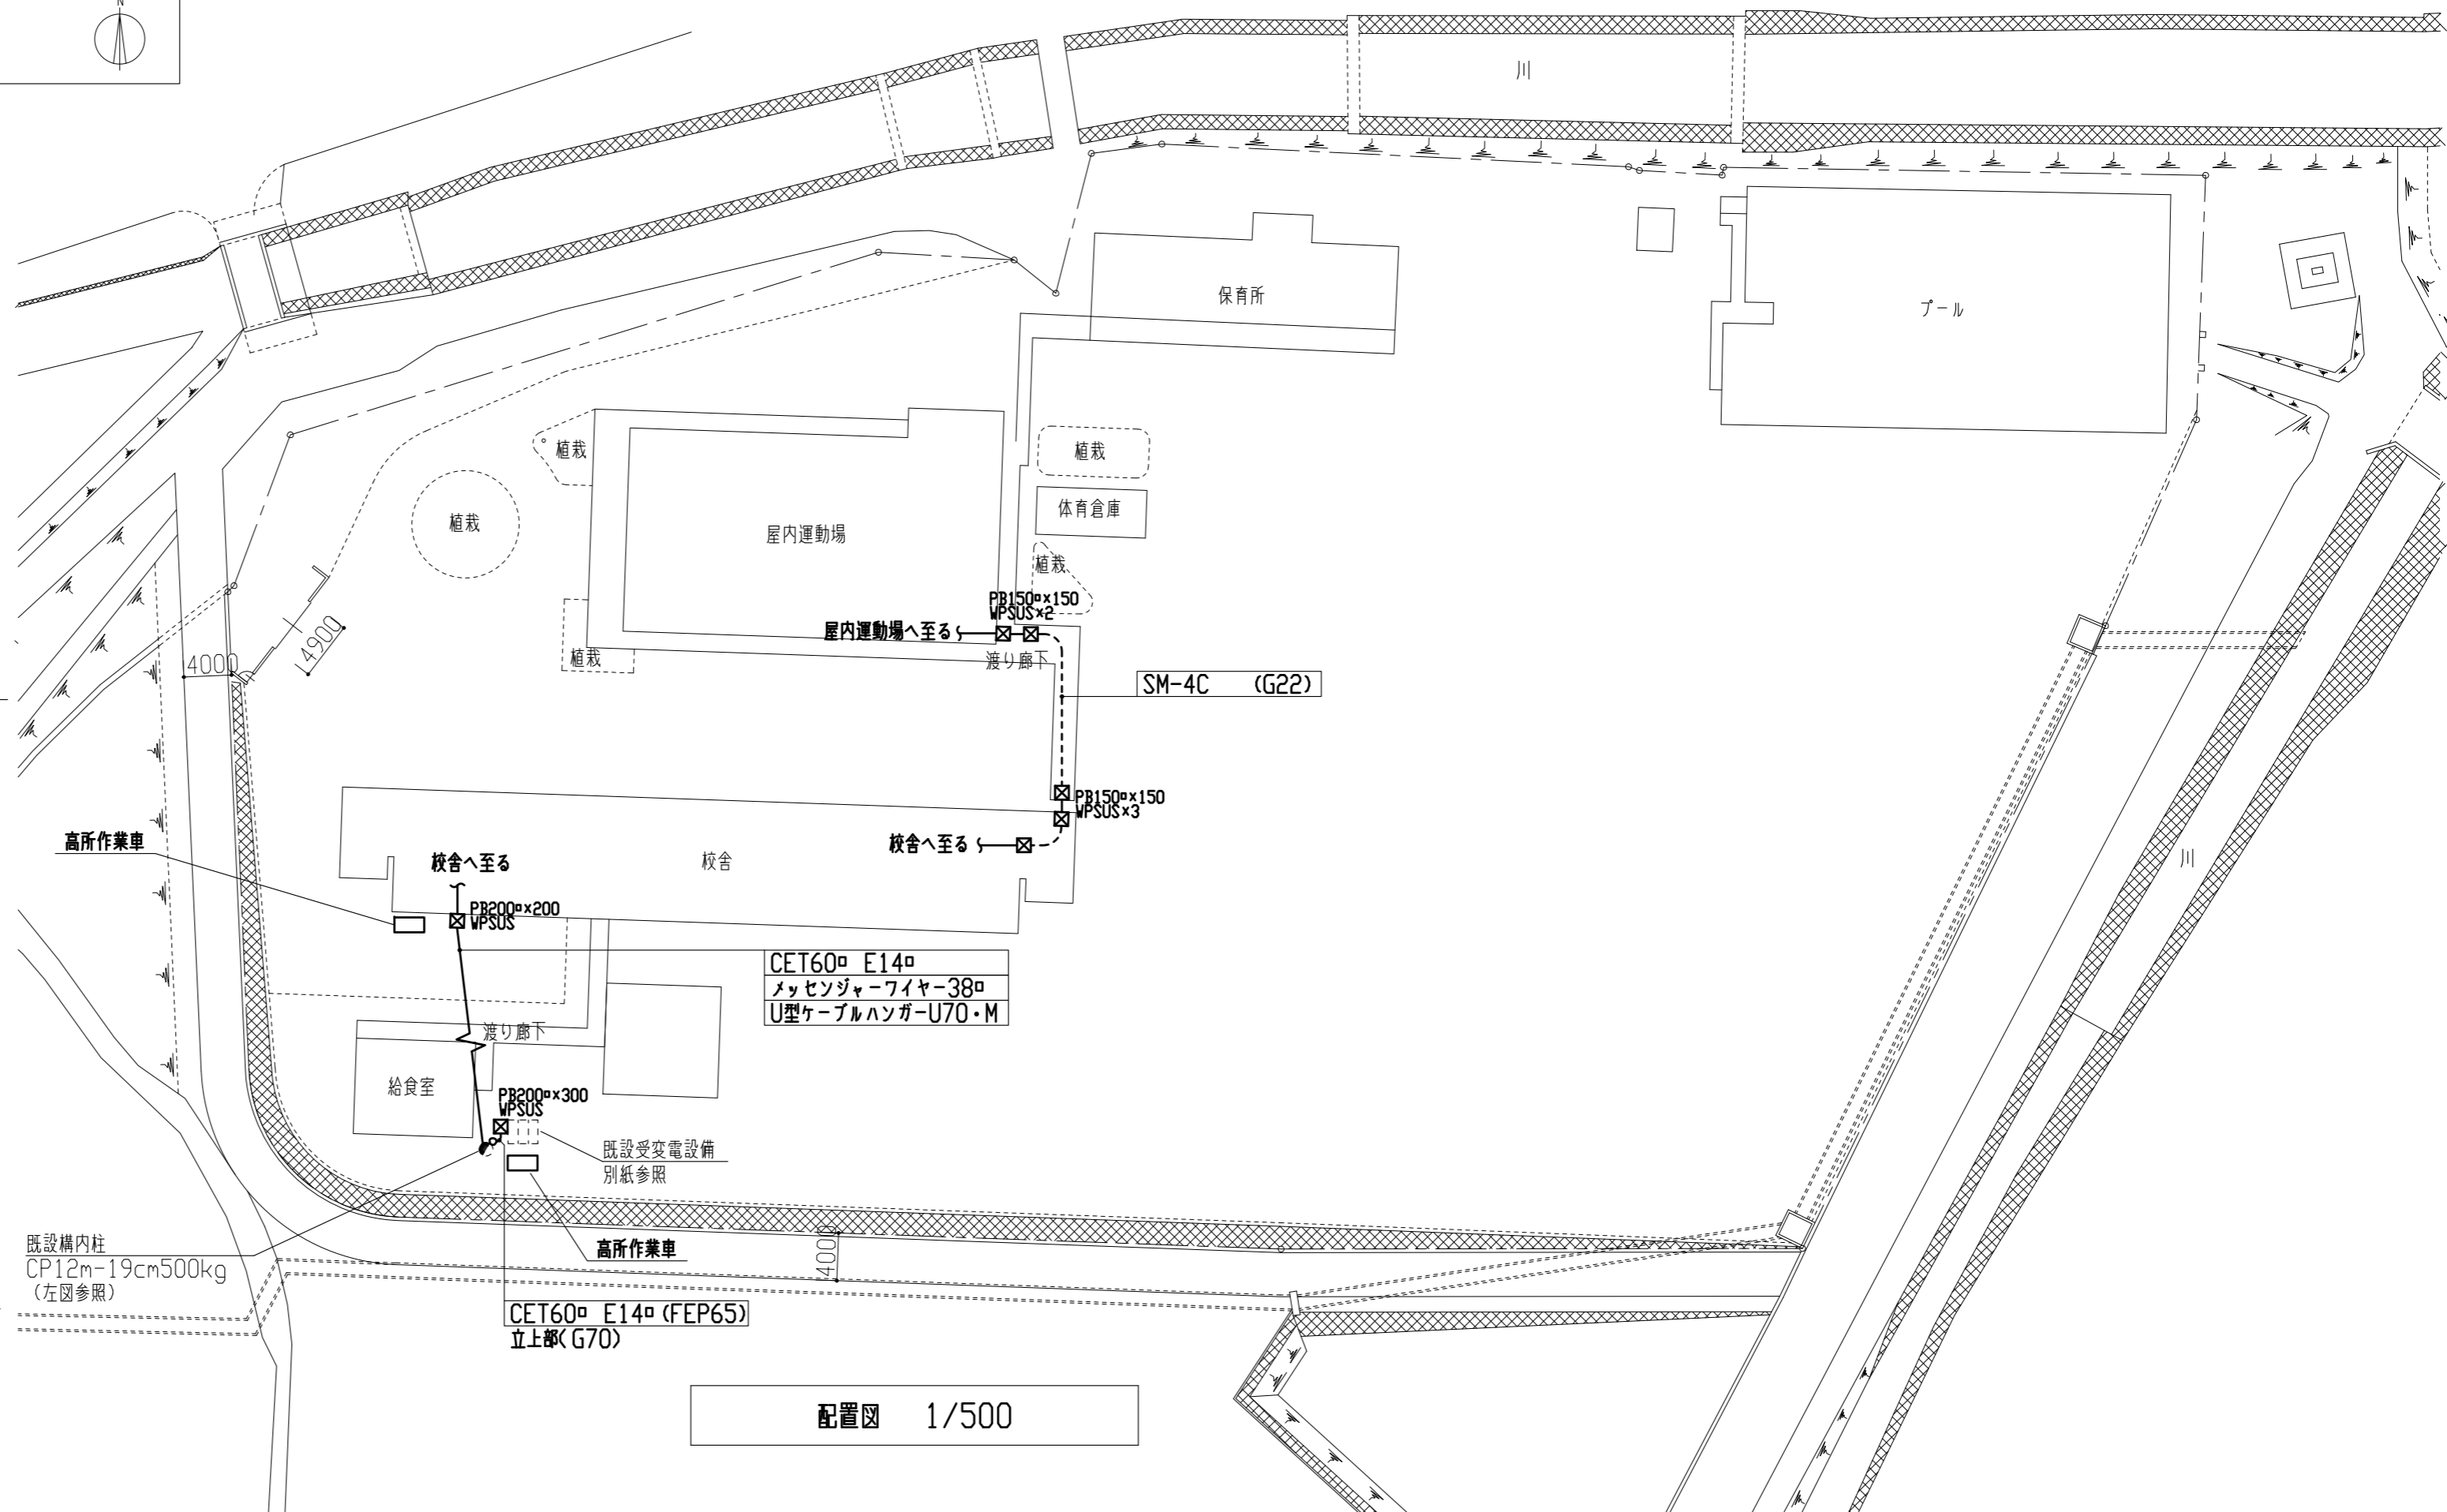 N
川
保育所
プール
植栽
植栽
植栽
体育倉庫
屋内運動場
植栽
PB150□×150
WPSUS×2
屋内運動場へ至る
4900
4000
植栽
渡り廊下
SM-4C (G22)
PB150□×150
WPSUS×3
高所作業車
校舎へ至る
校舎
校舎へ至る
川
PB200□×200
WPSUS
CET60□ E14□
メッセンジャーワイヤー38□
U型ケーブルハンガーU70・M
渡り廊下
給食室
PB200□×300
WPSUS
既設受変電設備
別紙参照
既設構内柱
CP12m-19cm500kg
(左図参照)
高所作業車
4000
CET60□ E14□(FEP65)
立上部(G70)
配置図 1/500